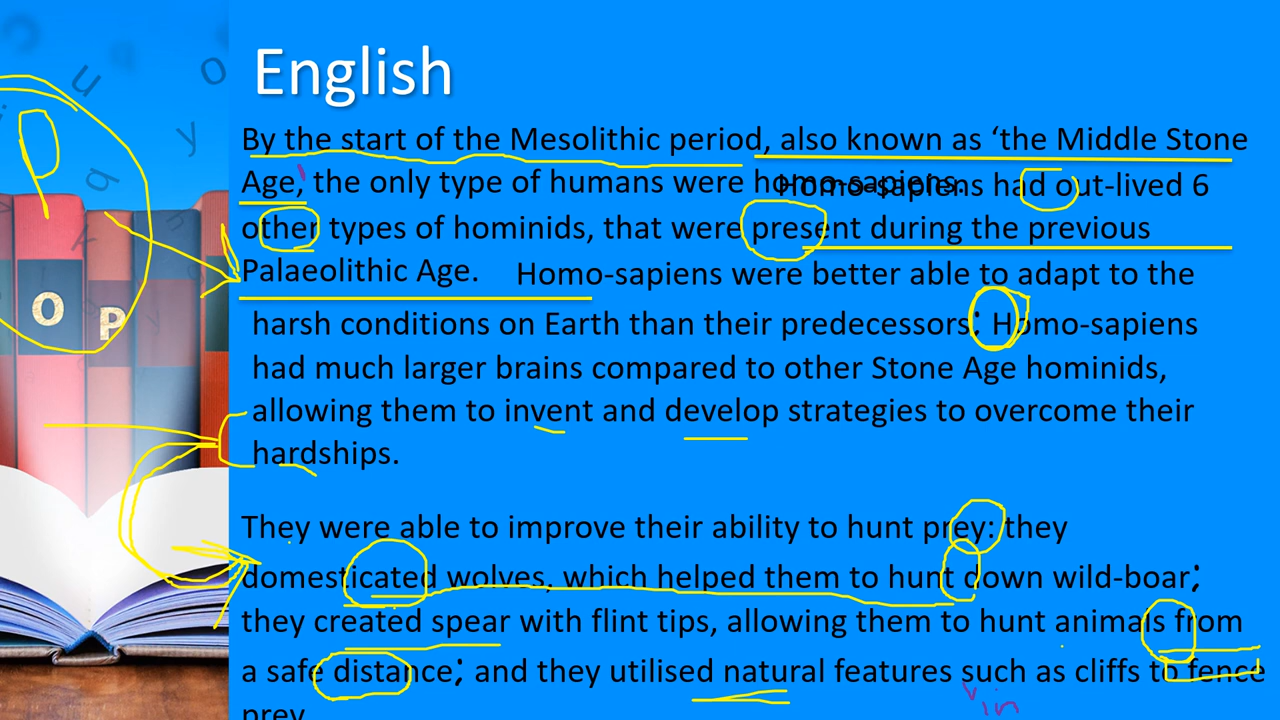 English
By the start of the Mesolithic period, also known as ‘the Middle Stone
Age,' the only type of humans were homo-sapiens. Homo-sapiens had out-lived 6
other types of hominids, that were present during the previous
Palaeolithic Age. Homo-sapiens were better able to adapt to the
harsh conditions on Earth than their predecessors: Homo-sapiens
had much larger brains compared to other Stone Age hominids,
allowing them to invent and develop strategies to overcome their
hardships.
They were able to improve their ability to hunt prey: they
domesticated wolves, which helped them to hunt down wild-boar;
they created spear with flint tips, allowing them to hunt animals from
a safe distance; and they utilised natural features such as cliffs to fence
in
prey
P
O P
u
o
y
q
k